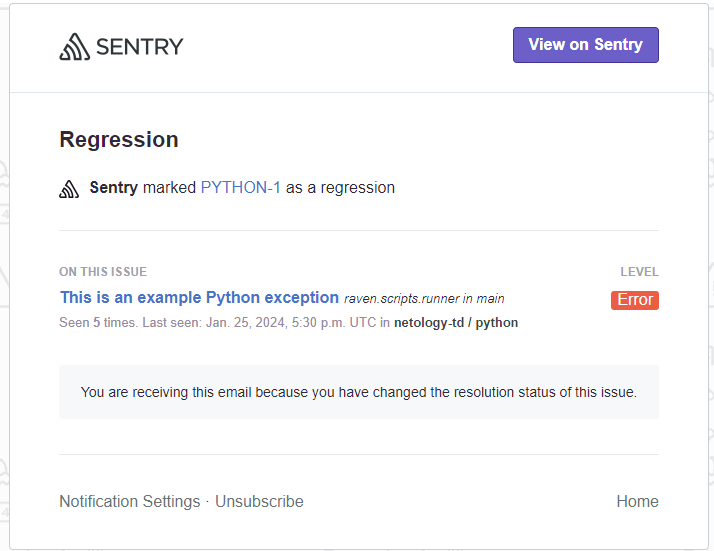 SENTRY
View on Sentry
Regression
Sentry marked PYTHON-1 as a regression
ON THIS ISSUE
LEVEL
This is an example Python exception raven.scripts.runner in main
Error
Seen 5 times. Last seen: Jan. 25, 2024, 5:30 p.m. UTC in netology-td / python
You are receiving this email because you have changed the resolution status of this issue.
Notification Settings · Unsubscribe
Home